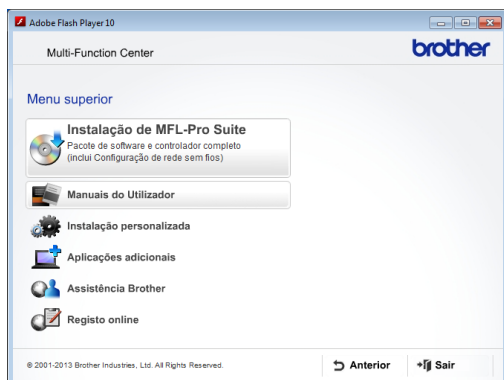 Adobe Flash Player 10
Multi-Function Center
brother
Menu superior
Instalação de MFL-Pro Suite
Pacote de software e controlador completo
(inclui Configuração de rede sem fios)
Manuais do Utilizador
Instalação personalizada
Aplicações adicionais
Assistência Brother
Registo online
© 2001-2013 Brother Industries, Ltd. All Rights Reserved.
Anterior
Sair